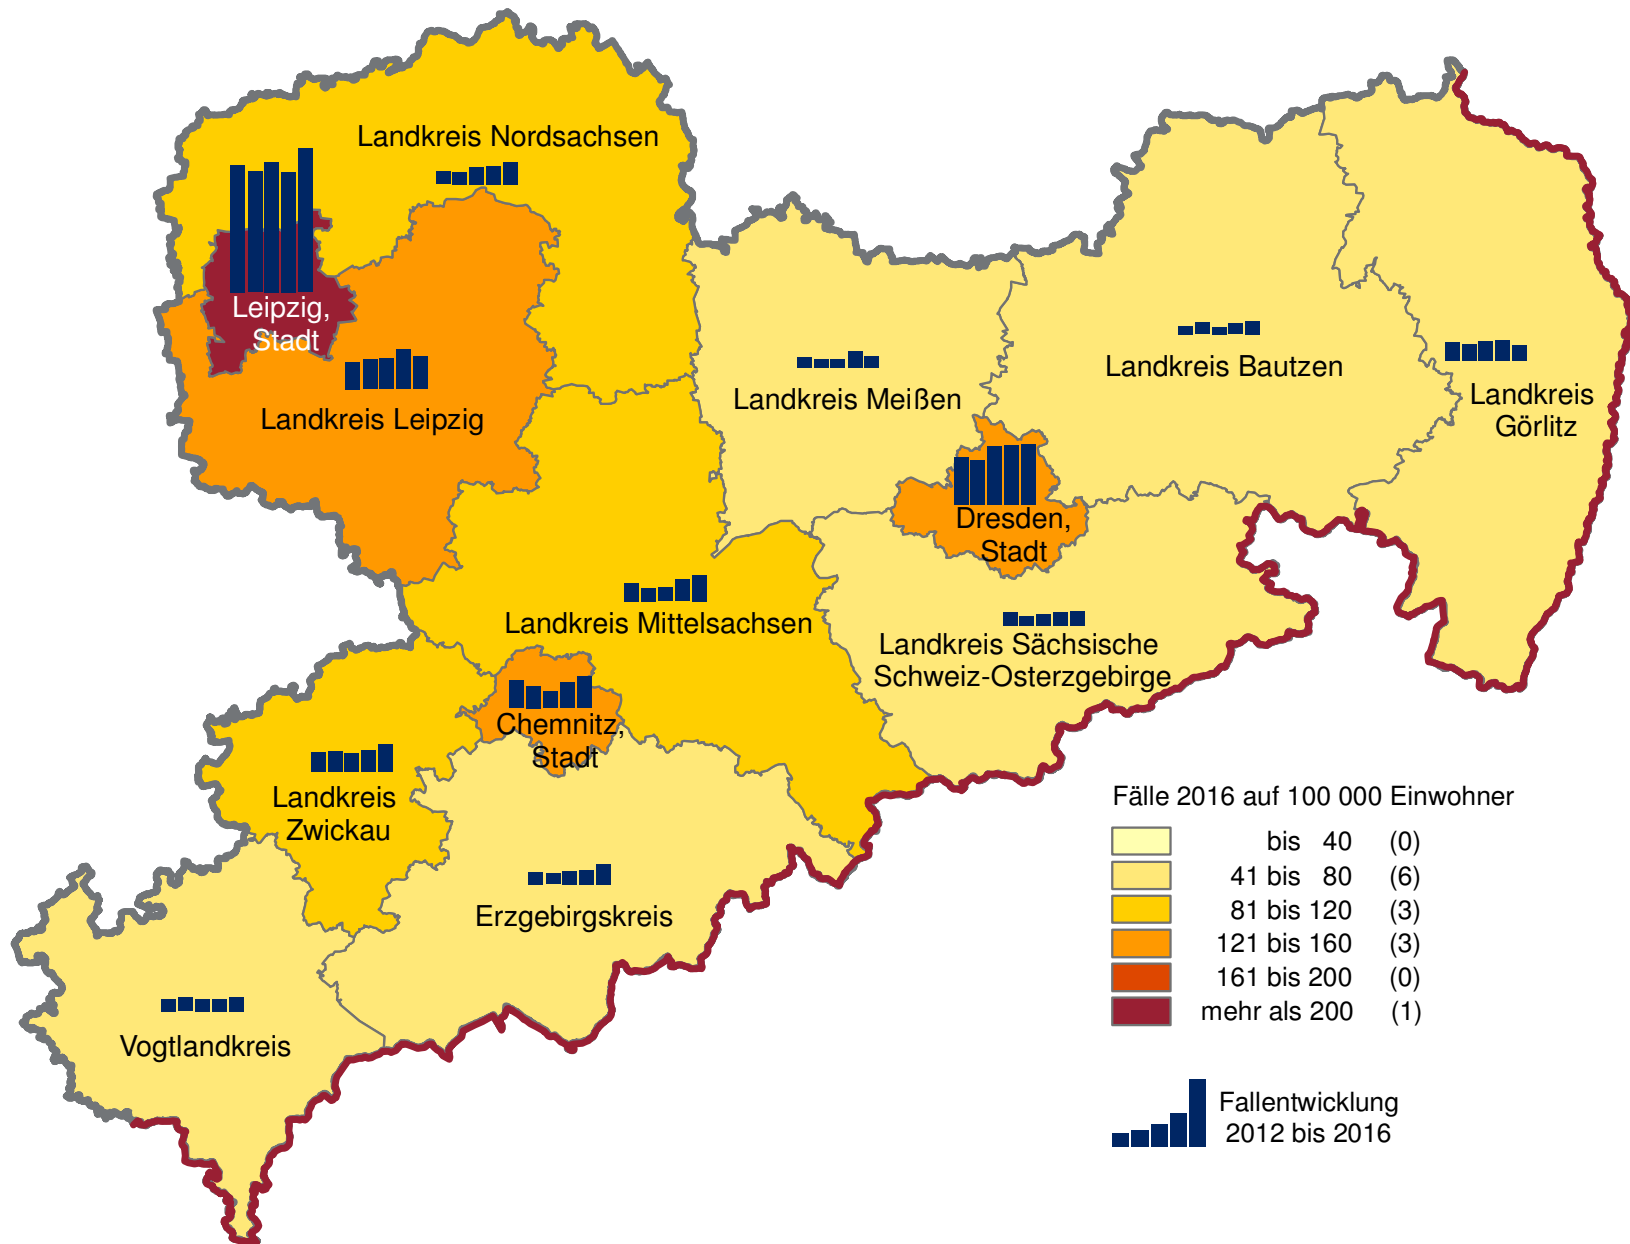 Landkreis Nordsachsen
Leipzig,
Stadt
Landkreis Leipzig
Landkreis Meißen
Landkreis Bautzen
Landkreis
Görlitz
Dresden,
Stadt
Landkreis Mittelsachsen
Landkreis Sächsische
Schweiz-Osterzgebirge
Chemnitz,
Stadt
Landkreis
Zwickau
Erzgebirgskreis
Vogtlandkreis
Fälle 2016 auf 100 000 Einwohner
bis 40 (0)
41 bis 80 (6)
81 bis 120 (3)
121 bis 160 (3)
161 bis 200 (0)
mehr als 200 (1)
Fallentwicklung
2012 bis 2016